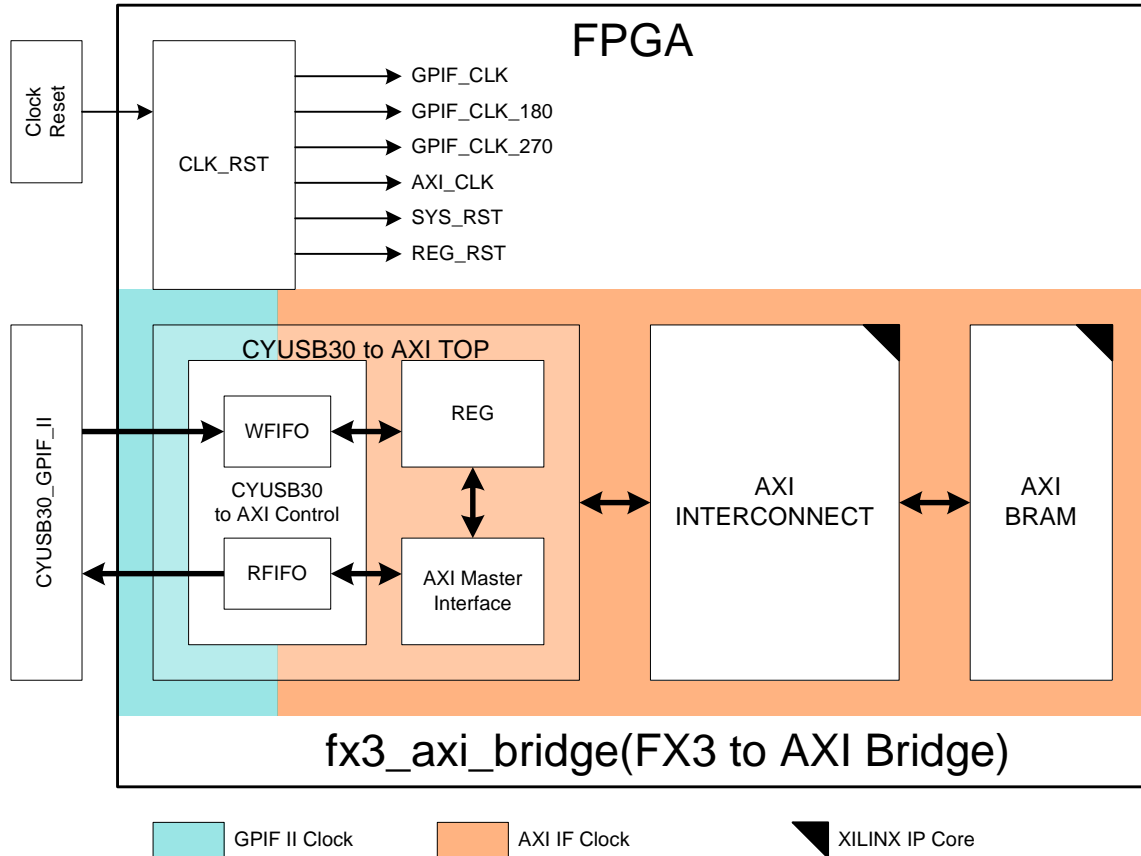 FPGA
Clock
Reset
CLK_RST
GPIF_CLK
GPIF_CLK_180
GPIF_CLK_270
AXI_CLK
SYS_RST
REG_RST
CYUSB30_GPIF_II
CYUSB30 to AXI TOP
WFIFO
CYUSB30
to AXI Control
RFIFO
REG
AXI Master
Interface
AXI
INTERCONNECT
AXI
BRAM
fx3_axi_bridge(FX3 to AXI Bridge)
GPIF II Clock
AXI IF Clock
XILINX IP Core